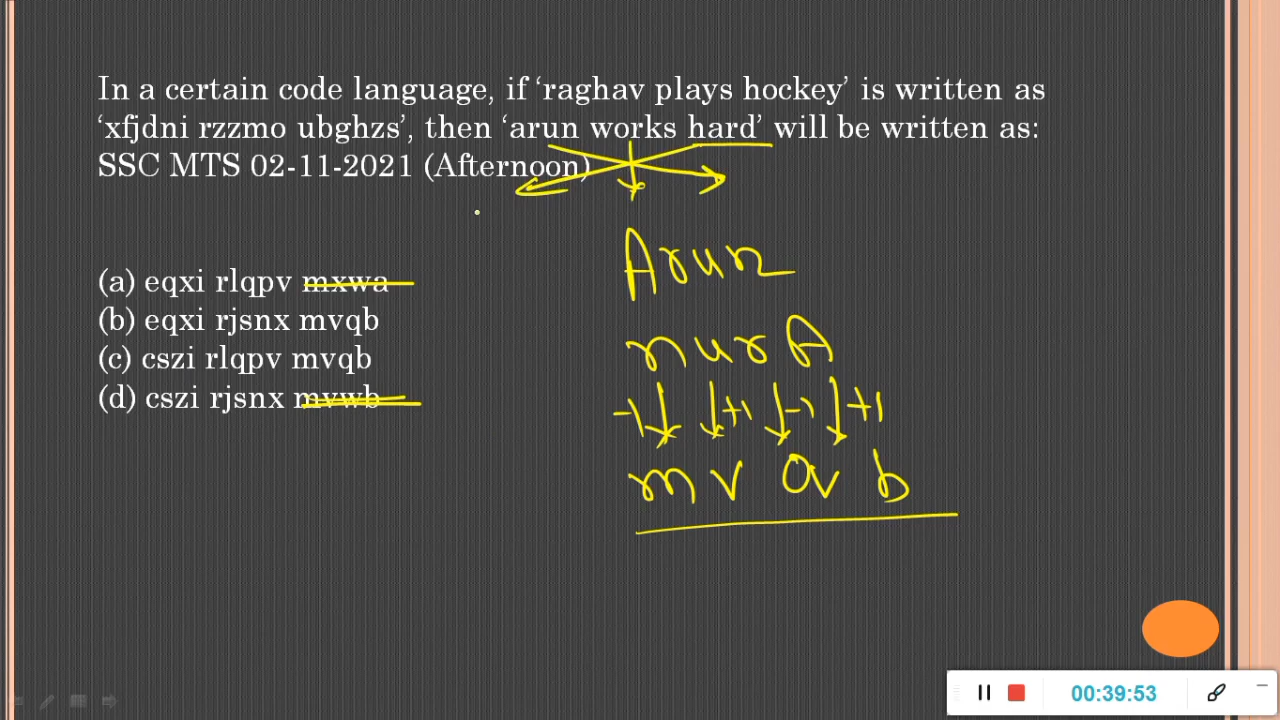 In a certain code language, if ‘raghav plays hockey’ is written as
‘xfjdni rzzmo ubghzs’, then ‘arun works hard’ will be written as:
SSC MTS 02-11-2021 (Afternoon)
(a) eqxi rlqpv mxwa
(b) eqxi rjsnx mvqb
(c) cszi rlqpv mvqb
(d) cszi rjsnx mvwb
Arun
nurA
-1 +1 -1 +1
m v q b
00:39:53